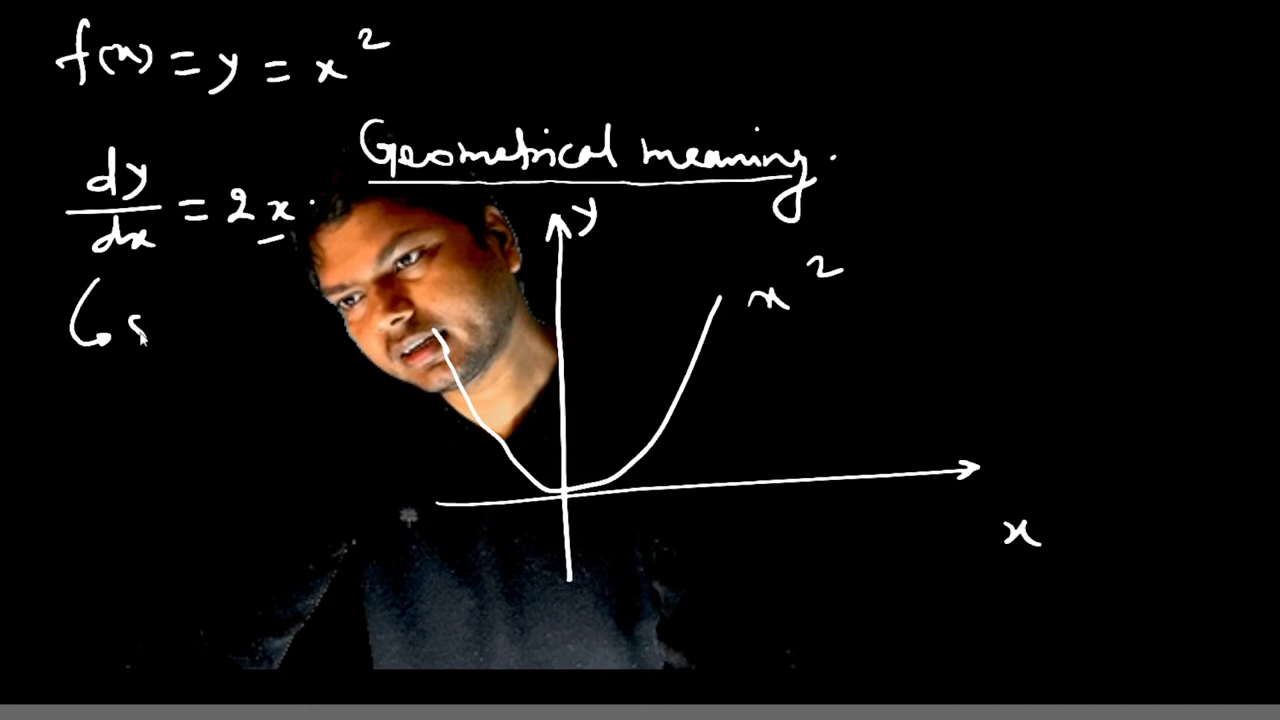 f(x) = y = x²
Geometrical meaning.
dy/dx = 2x.
↳ s
y
x²
x